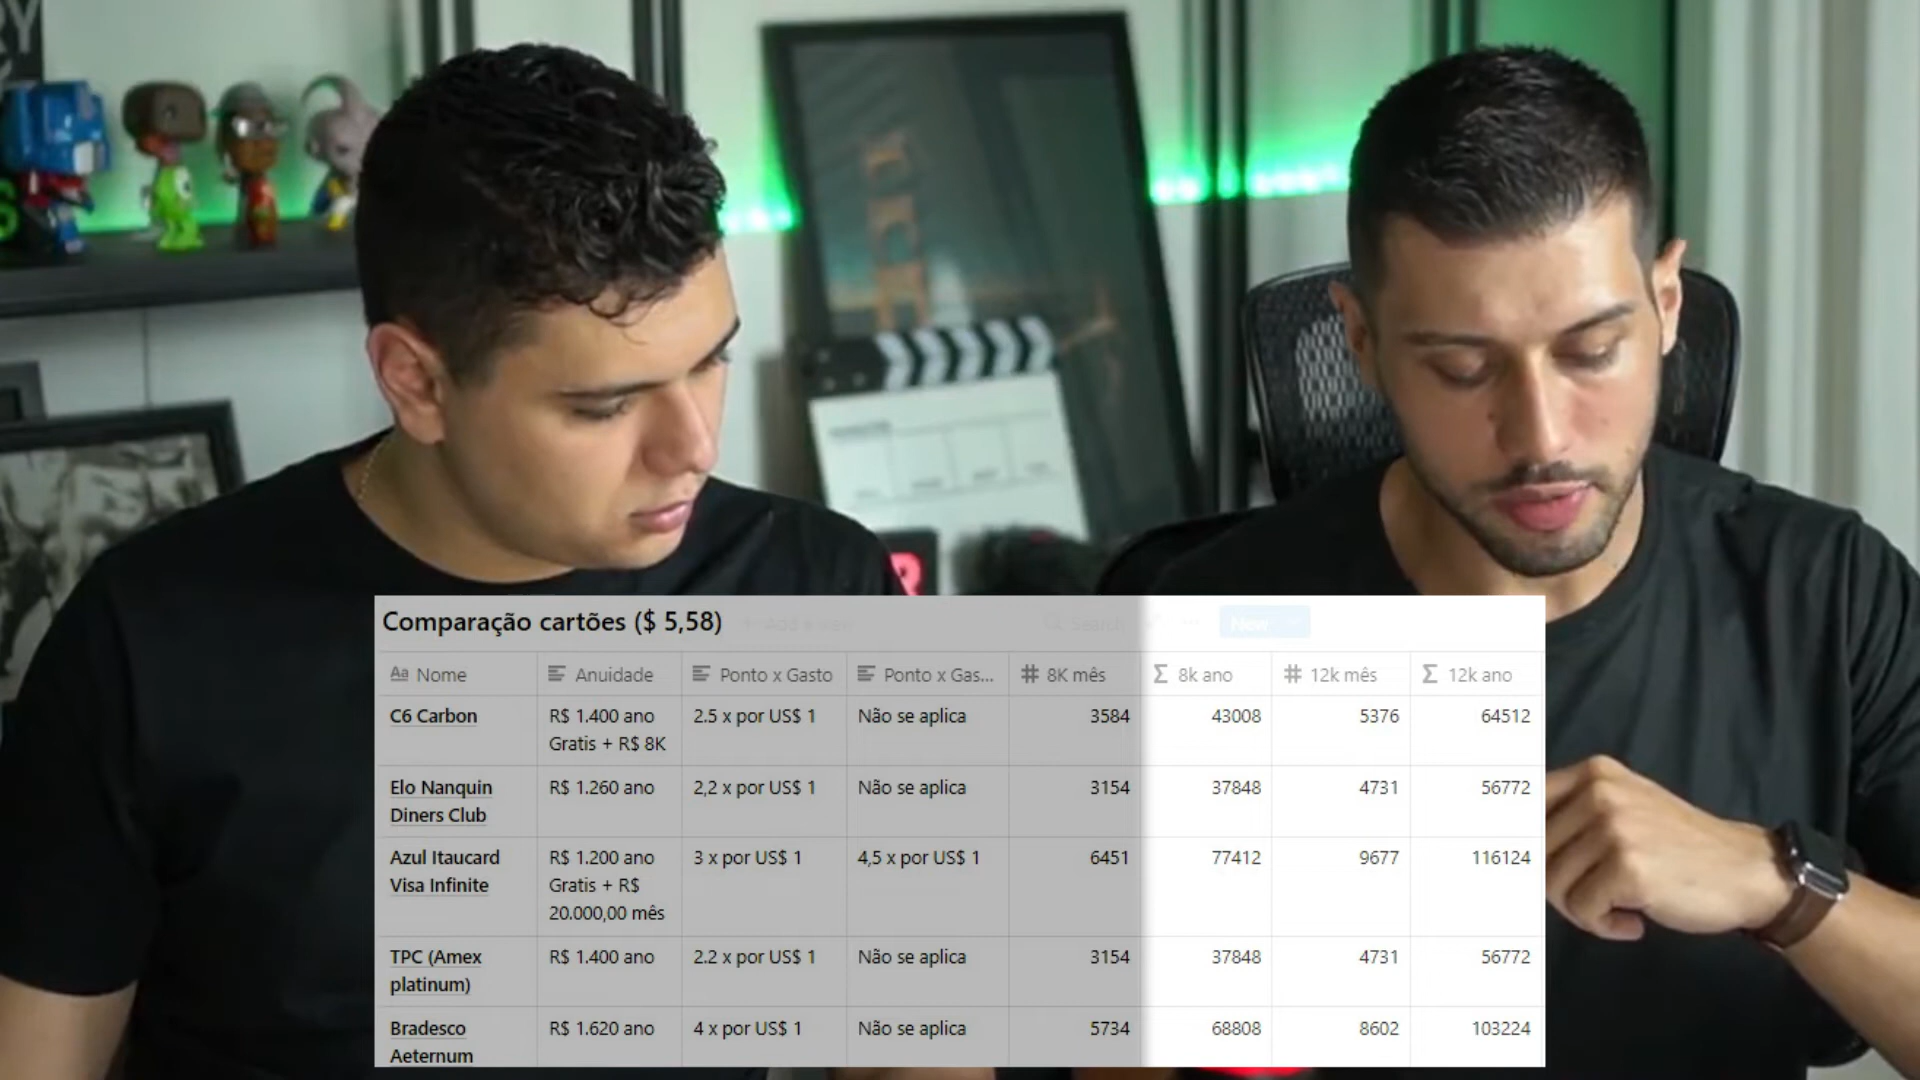 Comparação cartões ($ 5,58)
Search
New
Aa Nome Anuidade Ponto x Gasto Ponto x Gas... # 8K mês Σ 8k ano # 12k mês Σ 12k ano
C6 Carbon R$ 1.400 ano 2.5 x por US$ 1 Não se aplica 3584 43008 5376 64512
Gratis + R$ 8K
Elo Nanquin R$ 1.260 ano 2,2 x por US$ 1 Não se aplica 3154 37848 4731 56772
Diners Club
Azul Itaucard R$ 1.200 ano 3 x por US$ 1 4,5 x por US$ 1 6451 77412 9677 116124
Visa Infinite Gratis + R$
20.000,00 mês
TPC (Amex R$ 1.400 ano 2.2 x por US$ 1 Não se aplica 3154 37848 4731 56772
platinum)
Bradesco R$ 1.620 ano 4 x por US$ 1 Não se aplica 5734 68808 8602 103224
Aeternum